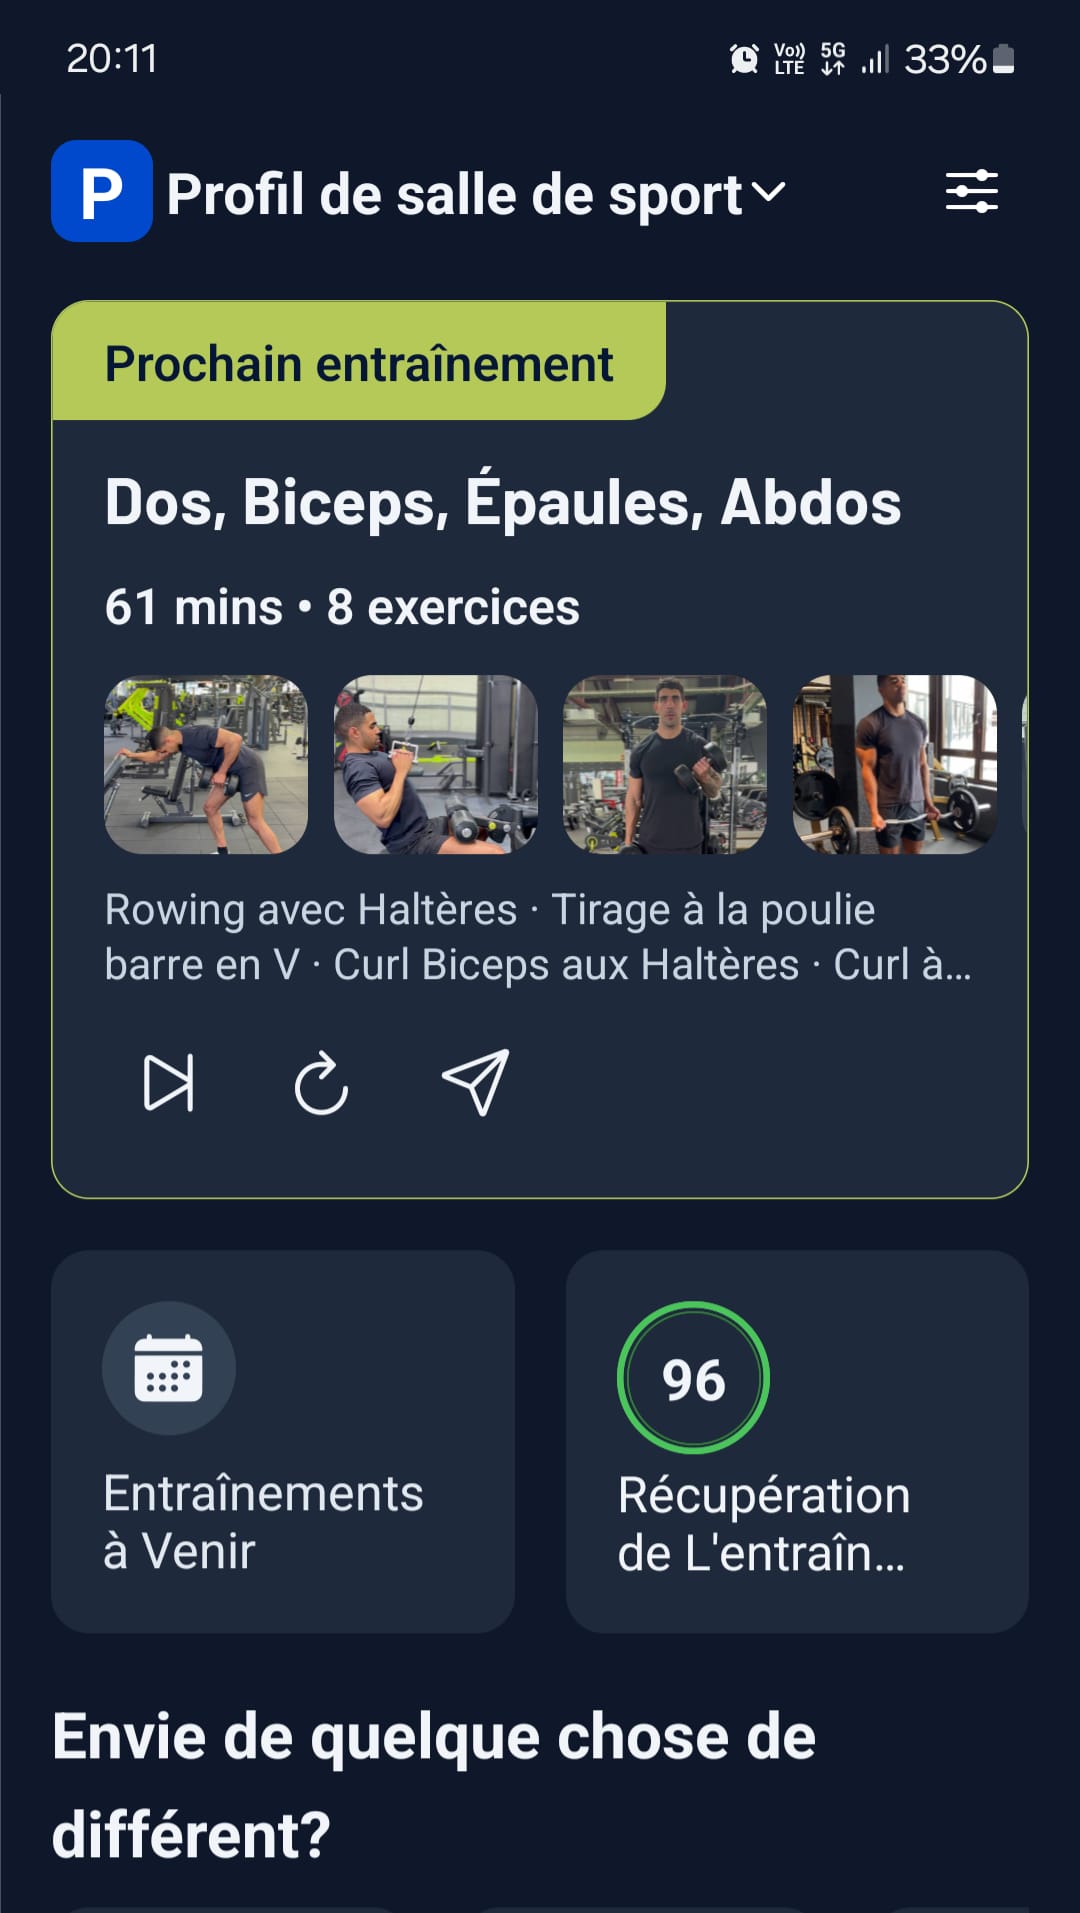 20:11
Vo)) LTE 5G 33%
P Profil de salle de sport
Prochain entraînement
Dos, Biceps, Épaules, Abdos
61 mins • 8 exercices
Rowing avec Haltères · Tirage à la poulie
barre en V · Curl Biceps aux Haltères · Curl à...
96
Entraînements
à Venir
Récupération
de L'entraîn...
Envie de quelque chose de
différent?